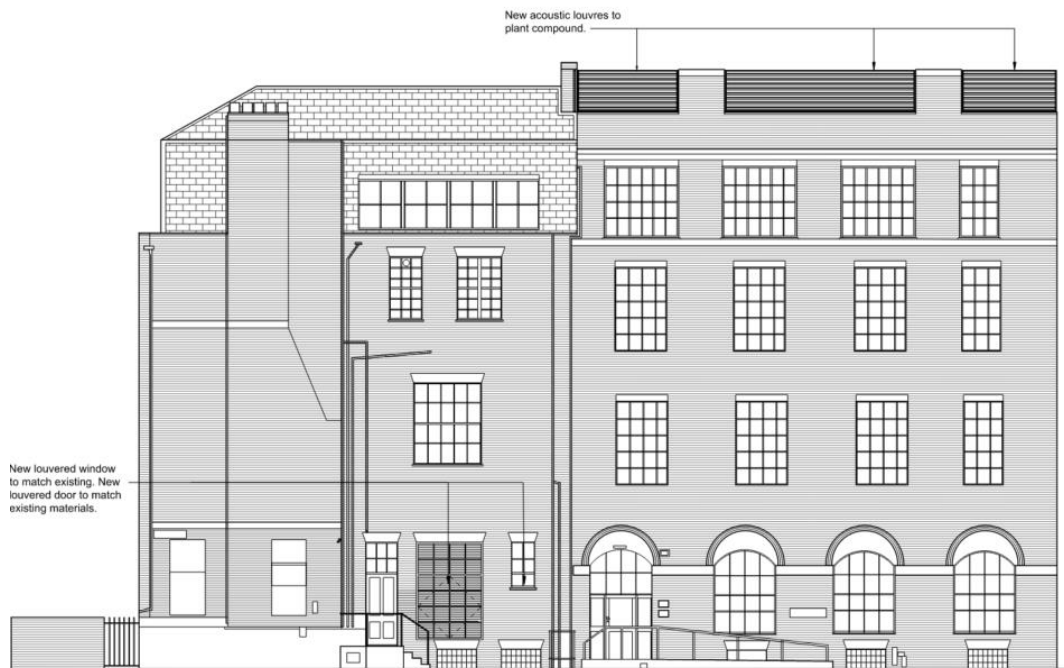 New acoustic louvres to
plant compound.
New louvered window
to match existing. New
louvered door to match
existing materials.